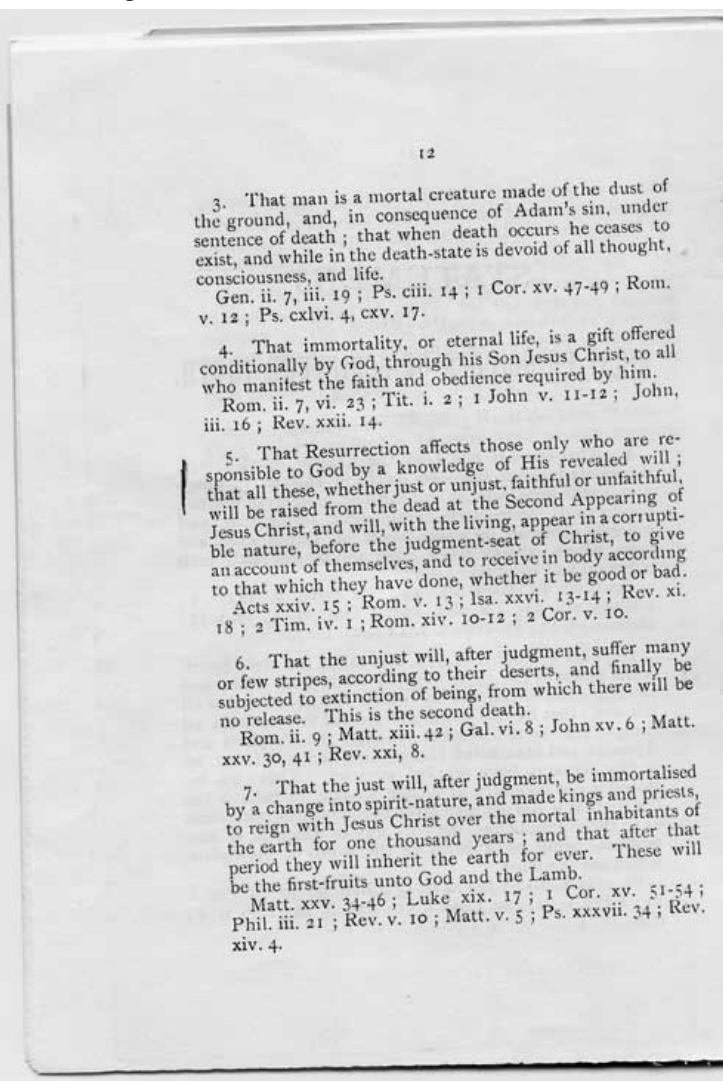 12
3. That man is a mortal creature made of the dust of
the ground, and, in consequence of Adam's sin, under
sentence of death ; that when death occurs he ceases to
exist, and while in the death-state is devoid of all thought,
consciousness, and life.
Gen. ii. 7, iii. 19 ; Ps. ciii. 14 ; 1 Cor. xv. 47-49 ; Rom.
v. 12 ; Ps. cxlvi. 4, cxv. 17.
4. That immortality, or eternal life, is a gift offered
conditionally by God, through his Son Jesus Christ, to all
who manifest the faith and obedience required by him.
Rom. ii. 7, vi. 23 ; Tit. i. 2 ; 1 John v. 11-12 ; John,
iii. 16 ; Rev. xxii. 14.
5. That Resurrection affects those only who are re-
sponsible to God by a knowledge of His revealed will ;
that all these, whether just or unjust, faithful or unfaithful,
will be raised from the dead at the Second Appearing of
Jesus Christ, and will, with the living, appear in a corrupti-
ble nature, before the judgment-seat of Christ, to give
an account of themselves, and to receive in body according
to that which they have done, whether it be good or bad.
Acts xxiv. 15 ; Rom. v. 13 ; Isa. xxvi. 13-14 ; Rev. xi.
18 ; 2 Tim. iv. 1 ; Rom. xiv. 10-12 ; 2 Cor. v. 10.
6. That the unjust will, after judgment, suffer many
or few stripes, according to their deserts, and finally be
subjected to extinction of being, from which there will be
no release. This is the second death.
Rom. ii. 9 ; Matt. xiii. 42 ; Gal. vi. 8 ; John xv. 6 ; Matt.
xxv. 30, 41 ; Rev. xxi, 8.
7. That the just will, after judgment, be immortalised
by a change into spirit-nature, and made kings and priests,
to reign with Jesus Christ over the mortal inhabitants of
the earth for one thousand years ; and that after that
period they will inherit the earth for ever. These will
be the first-fruits unto God and the Lamb.
Matt. xxv. 34-46 ; Luke xix. 17 ; 1 Cor. xv. 51-54 ;
Phil. iii. 21 ; Rev. v. 10 ; Matt. v. 5 ; Ps. xxxvii. 34 ; Rev.
xiv. 4.